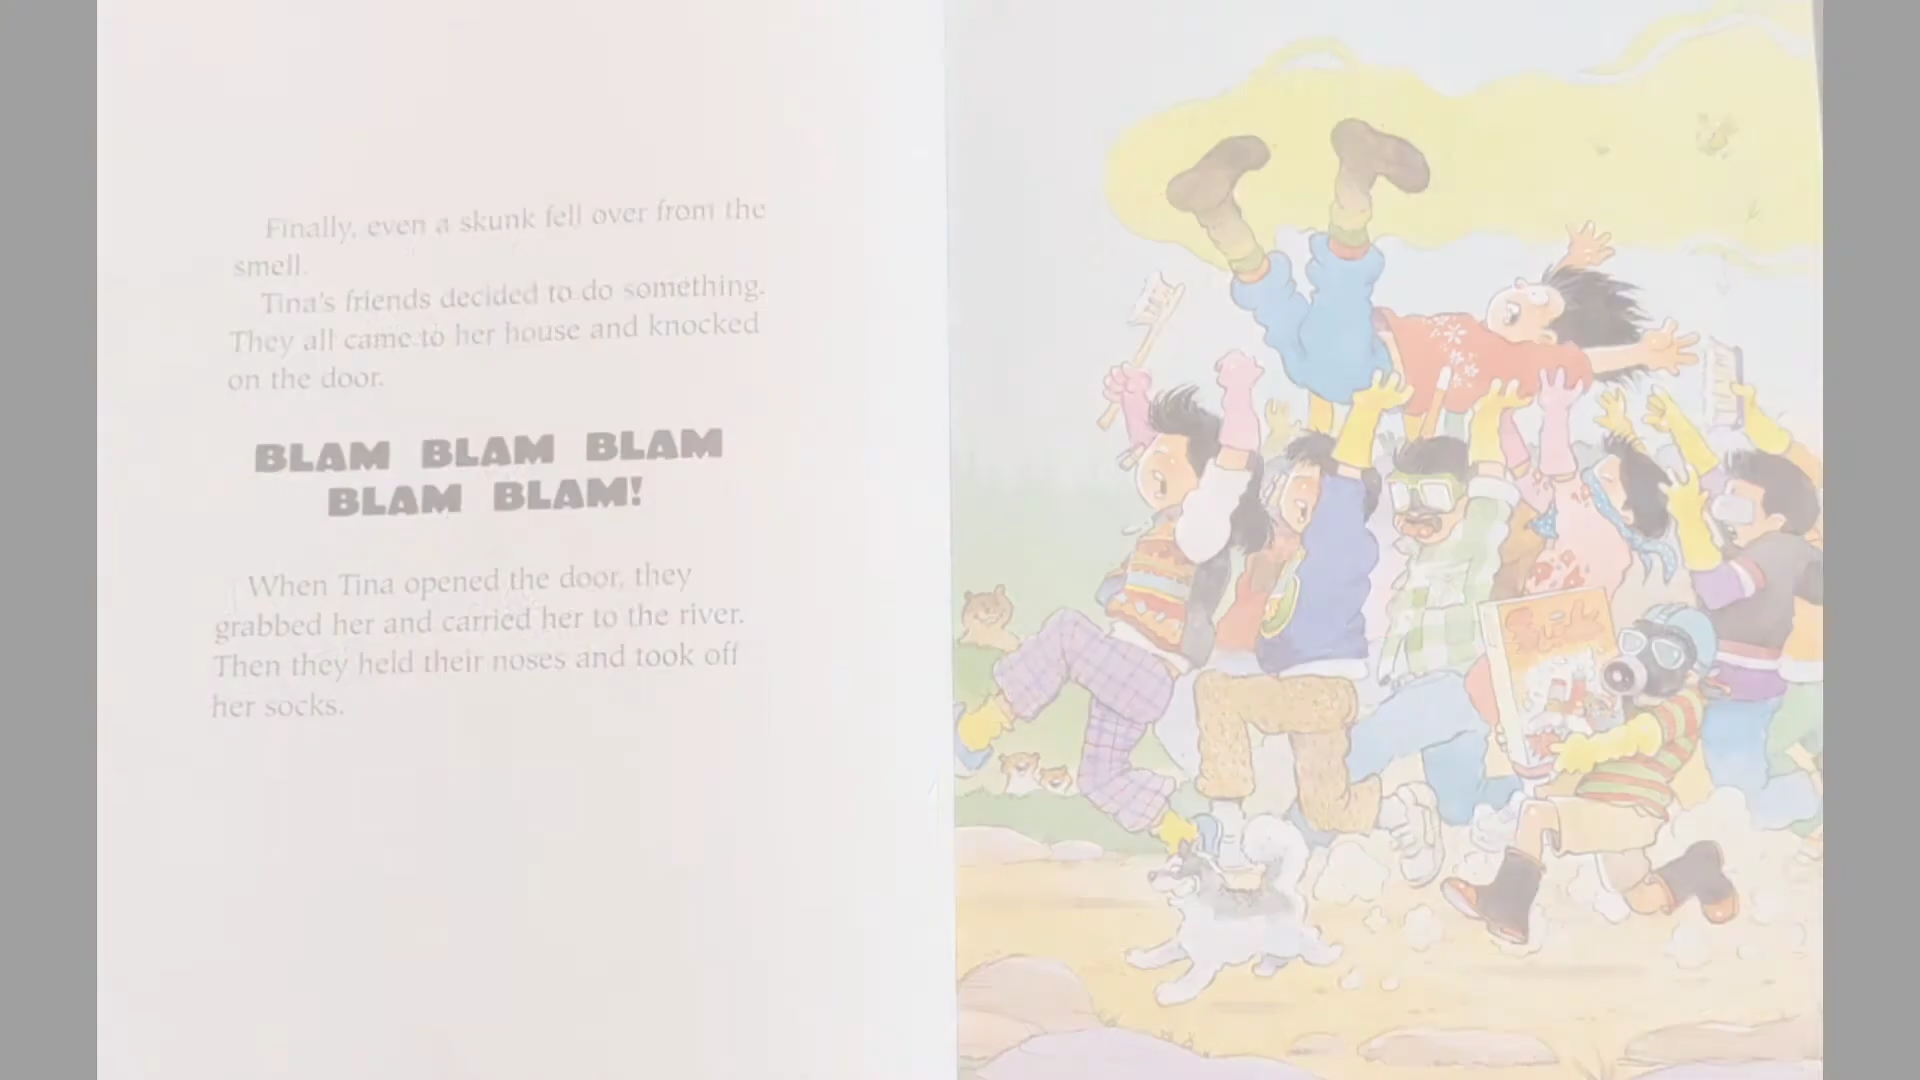 Finally, even a skunk fell over from the
smell.
Tina's friends decided to do something.
They all came to her house and knocked
on the door.
BLAM BLAM BLAM
BLAM BLAM!
When Tina opened the door, they
grabbed her and carried her to the river.
Then they held their noses and took off
her socks.